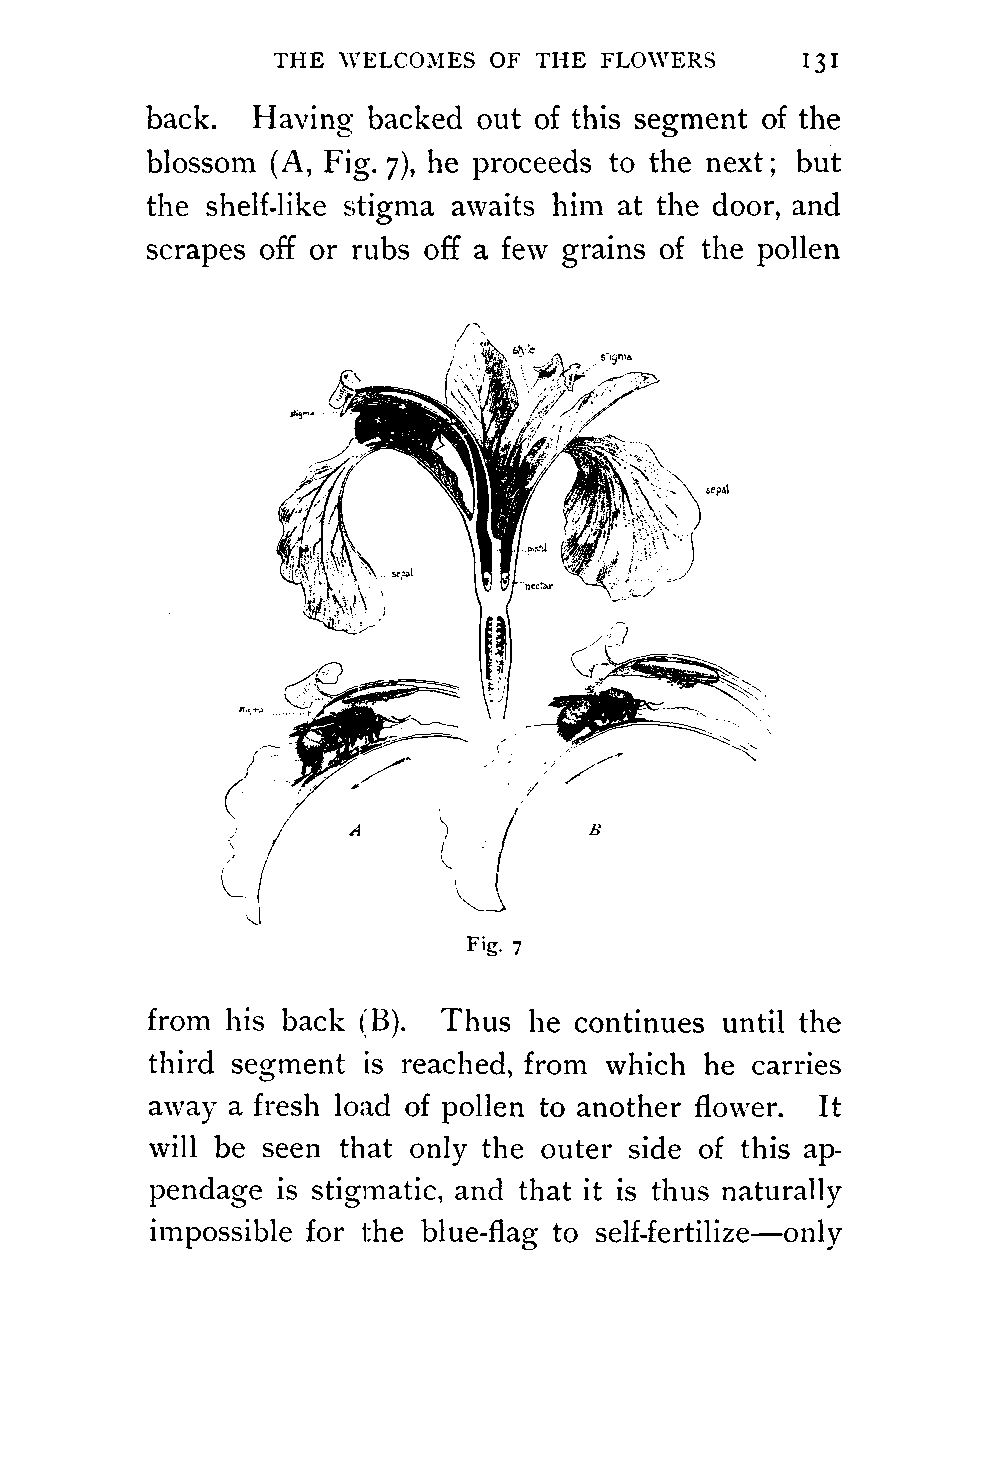 THE WELCOMES OF THE FLOWERS 131
back. Having backed out of this segment of the
blossom (A, Fig. 7), he proceeds to the next; but
the shelf-like stigma awaits him at the door, and
scrapes off or rubs off a few grains of the pollen
style
stigma
stigma
sepal
pistil
sepal
nectar
stigma
A
B
Fig. 7
from his back (B). Thus he continues until the
third segment is reached, from which he carries
away a fresh load of pollen to another flower. It
will be seen that only the outer side of this ap-
pendage is stigmatic, and that it is thus naturally
impossible for the blue-flag to self-fertilize—only